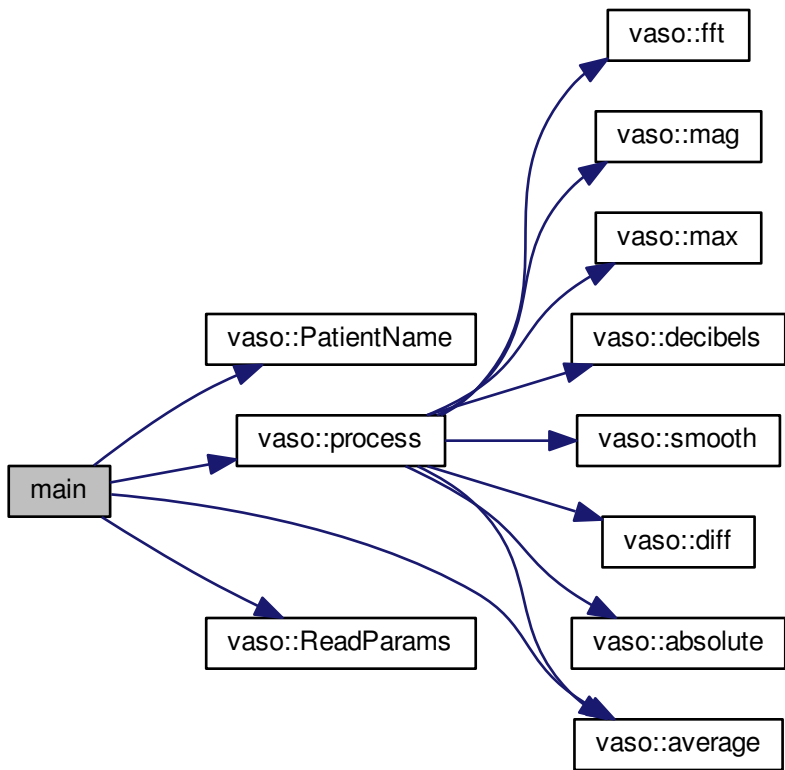 vaso::fft
vaso::mag
vaso::max
vaso::PatientName
vaso::decibels
vaso::process
vaso::smooth
main
vaso::diff
vaso::ReadParams
vaso::absolute
vaso::average